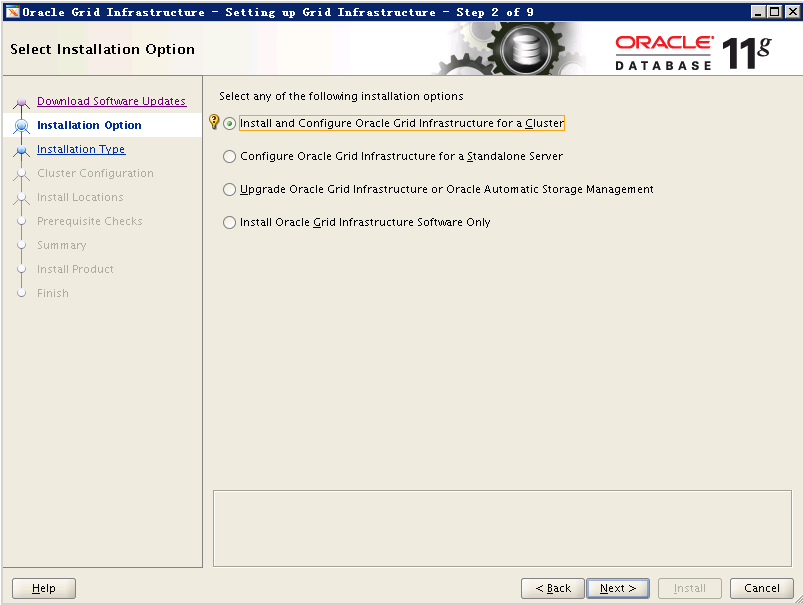 Oracle Grid Infrastructure - Setting up Grid Infrastructure - Step 2 of 9
Select Installation Option
ORACLE
DATABASE
11g
Download Software Updates
Installation Option
Installation Type
Cluster Configuration
Install Locations
Prerequisite Checks
Summary
Install Product
Finish
Select any of the following installation options
Install and Configure Oracle Grid Infrastructure for a Cluster
Configure Oracle Grid Infrastructure for a Standalone Server
Upgrade Oracle Grid Infrastructure or Oracle Automatic Storage Management
Install Oracle Grid Infrastructure Software Only
Help
< Back
Next >
Install
Cancel